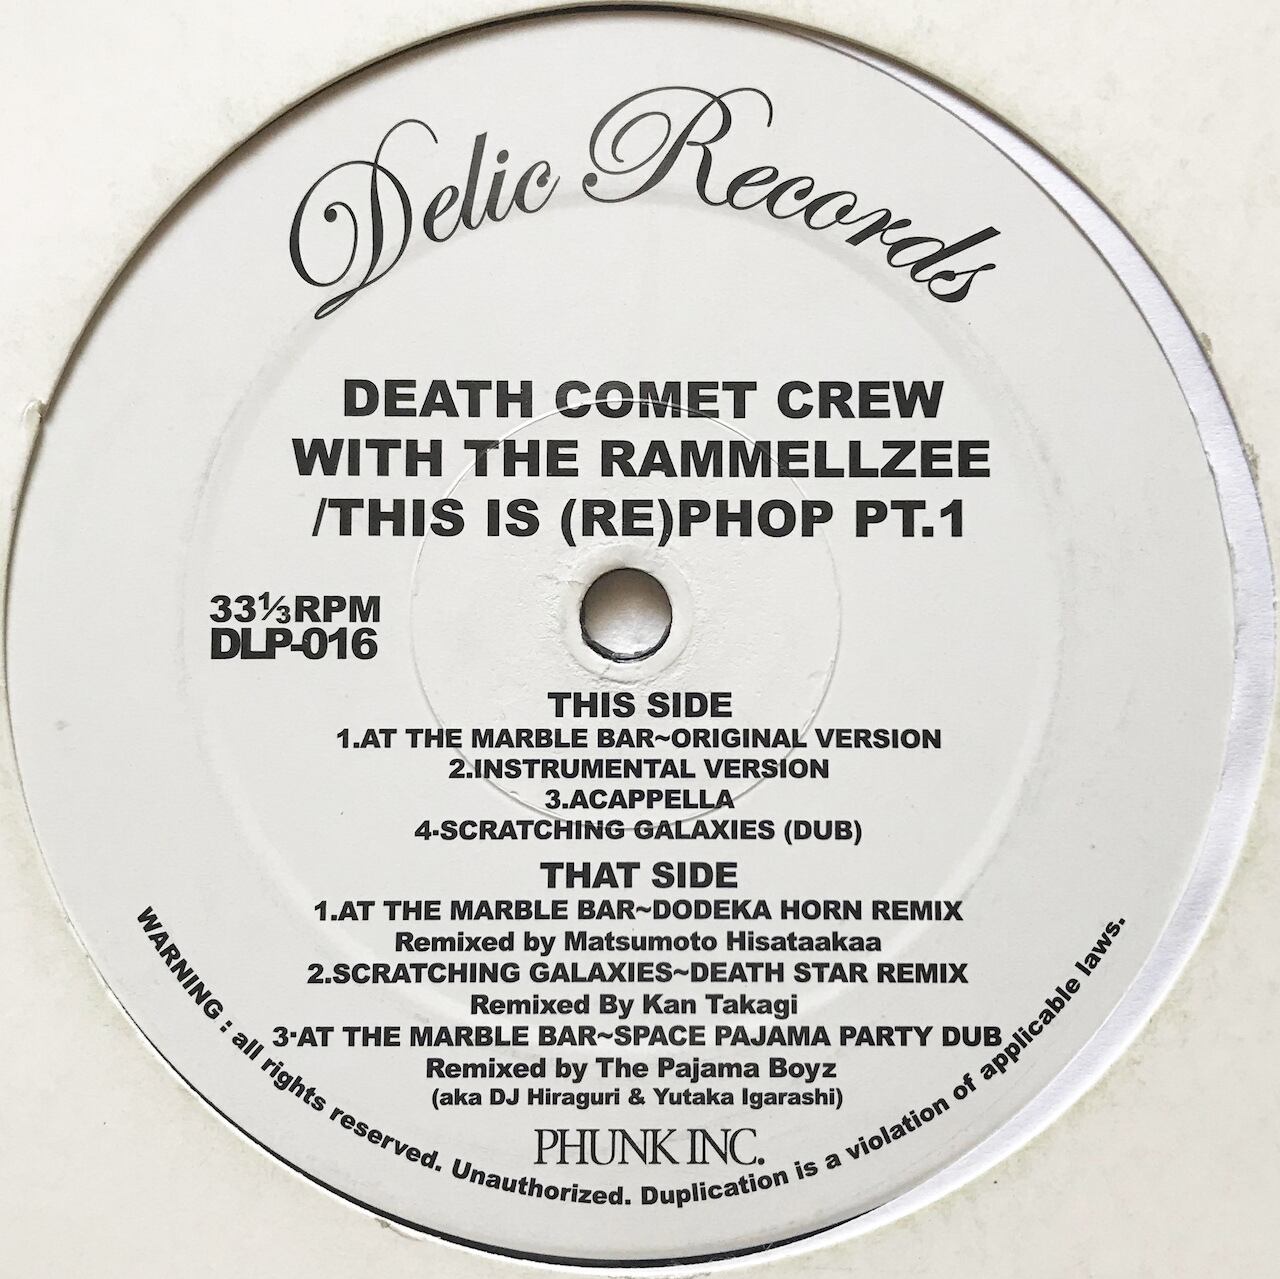 Delic Records
DEATH COMET CREW
WITH THE RAMMELLZEE
/THIS IS (RE)PHOP PT.1
33⅓RPM
DLP-016
THIS SIDE
1.AT THE MARBLE BAR~ORIGINAL VERSION
2.INSTRUMENTAL VERSION
3.ACAPPELLA
4·SCRATCHING GALAXIES (DUB)
THAT SIDE
1.AT THE MARBLE BAR~DODEKA HORN REMIX
Remixed by Matsumoto Hisataakaa
2.SCRATCHING GALAXIES~DEATH STAR REMIX
Remixed By Kan Takagi
3·AT THE MARBLE BAR~SPACE PAJAMA PARTY DUB
Remixed by The Pajama Boyz
(aka DJ Hiraguri & Yutaka Igarashi)
PHUNK INC.
WARNING : all rights reserved. Unauthorized. Duplication is a violation of applicable laws.